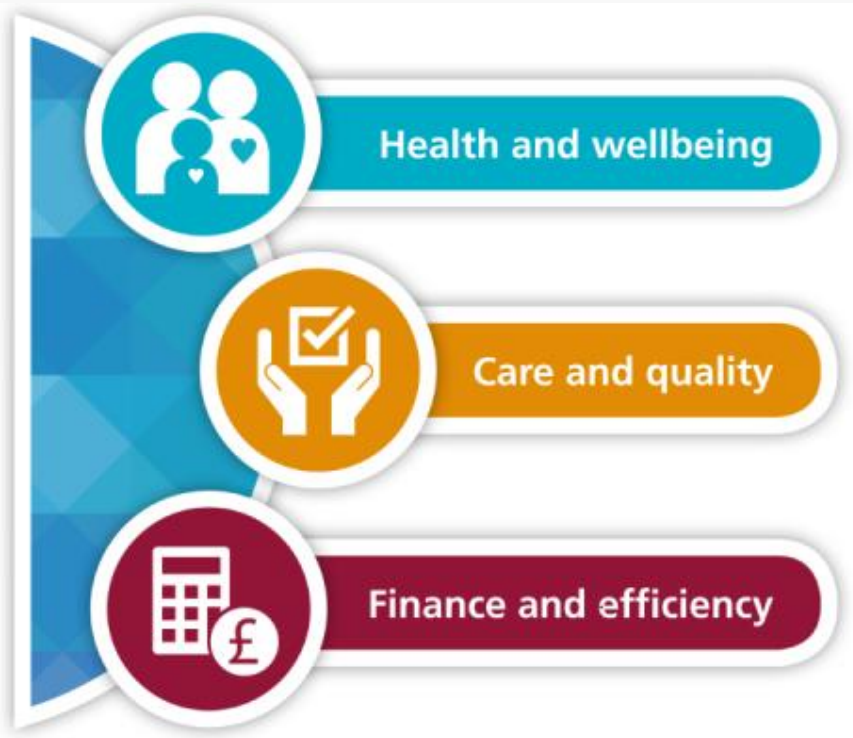 Health and wellbeing
Care and quality
Finance and efficiency
£